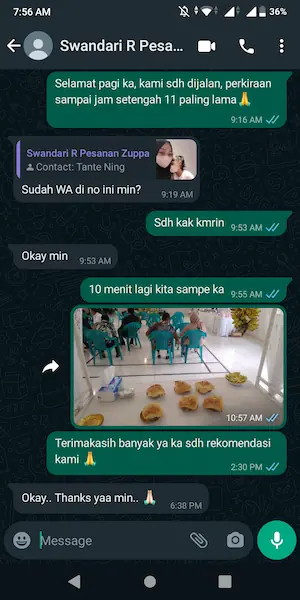 7:56 AM
36%
Swandari R Pesa...
Selamat pagi ka, kami sdh dijalan, perkiraan
sampai jam setengah 11 paling lama🙏
9:16 AM
Swandari R Pesanan Zuppa
Contact: Tante Ning
Sudah WA di no ini min?
9:19 AM
Sdh kak kmrin
9:53 AM
Okay min
9:53 AM
10 menit lagi kita sampe ka
9:55 AM
10:57 AM
Terimakasih banyak ya ka sdh rekomendasi
kami 🙏
2:30 PM
Okay.. Thanks yaa min.. 🙏🏻
6:38 PM
Message